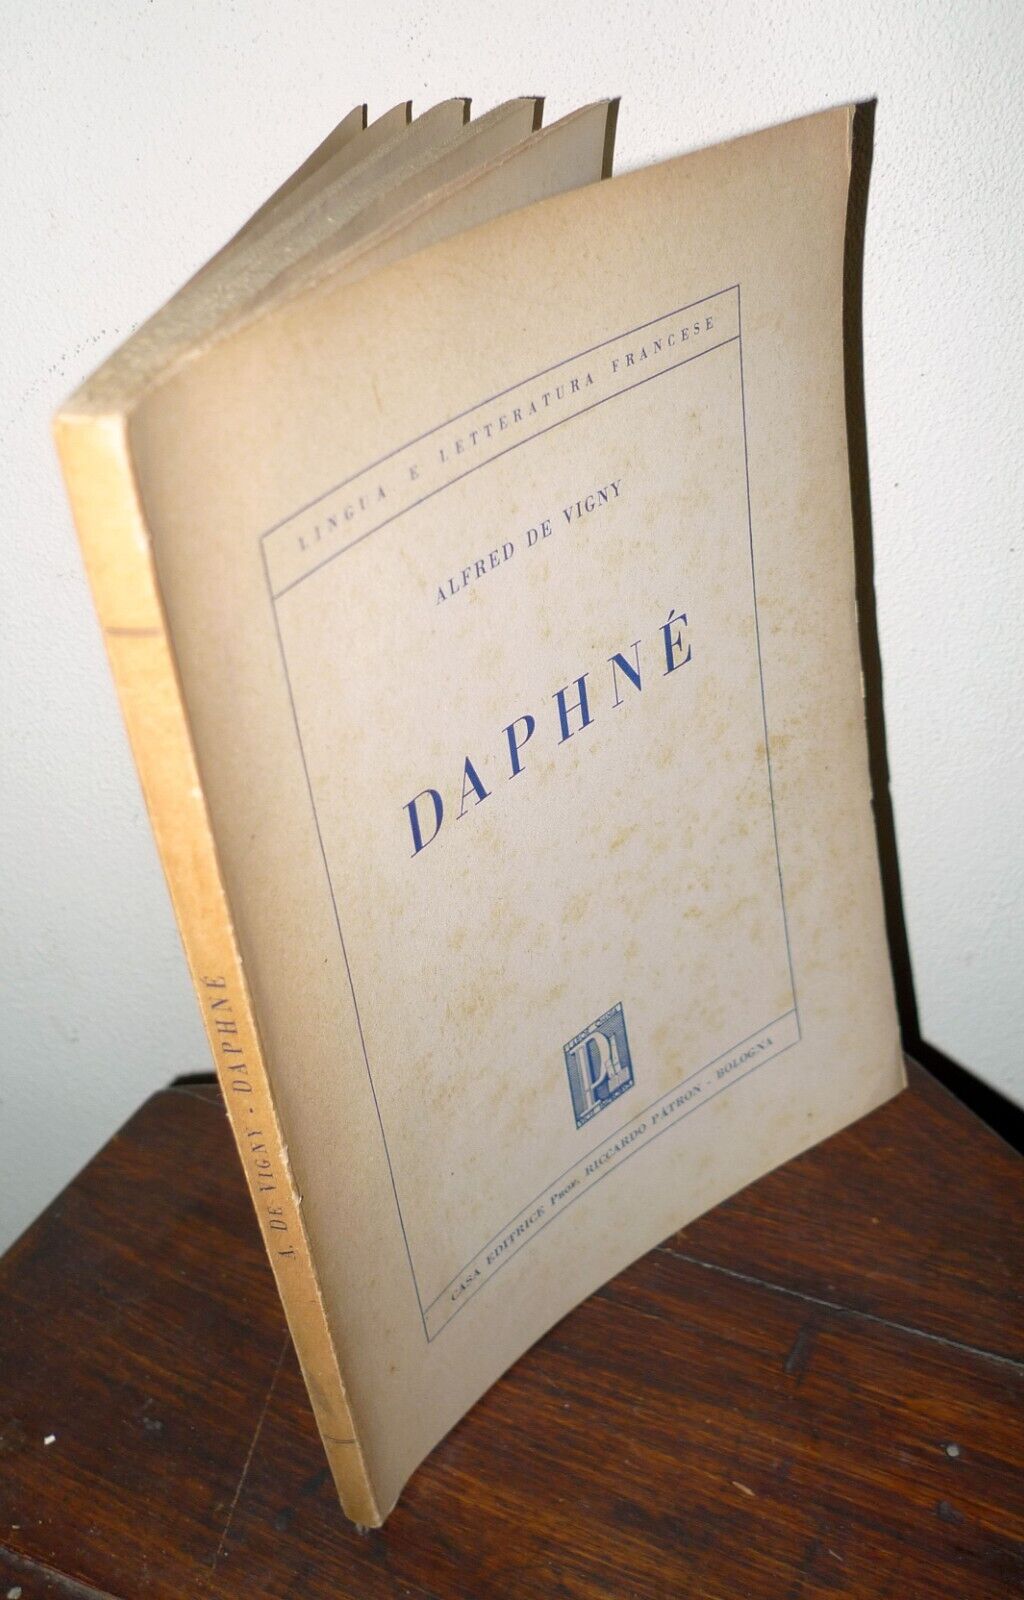 LINGUA E LETTERATURA FRANCESE
ALFRED DE VIGNY
DAPHNÉ
CASA EDITRICE PROF. RICCARDO PÀTRON - BOLOGNA
A. DE VIGNY - DAPHNÉ